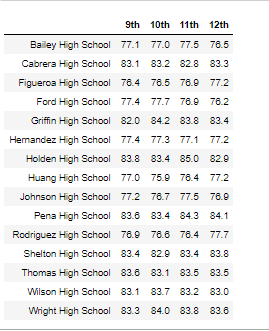 9th 10th 11th 12th
Bailey High School 77.1 77.0 77.5 76.5
Cabrera High School 83.1 83.2 82.8 83.3
Figueroa High School 76.4 76.5 76.9 77.2
Ford High School 77.4 77.7 76.9 76.2
Griffin High School 82.0 84.2 83.8 83.4
Hernandez High School 77.4 77.3 77.1 77.2
Holden High School 83.8 83.4 85.0 82.9
Huang High School 77.0 75.9 76.4 77.2
Johnson High School 77.2 76.7 77.5 76.9
Pena High School 83.6 83.4 84.3 84.1
Rodriguez High School 76.9 76.6 76.4 77.7
Shelton High School 83.4 82.9 83.4 83.8
Thomas High School 83.6 83.1 83.5 83.5
Wilson High School 83.1 83.7 83.2 83.0
Wright High School 83.3 84.0 83.8 83.6